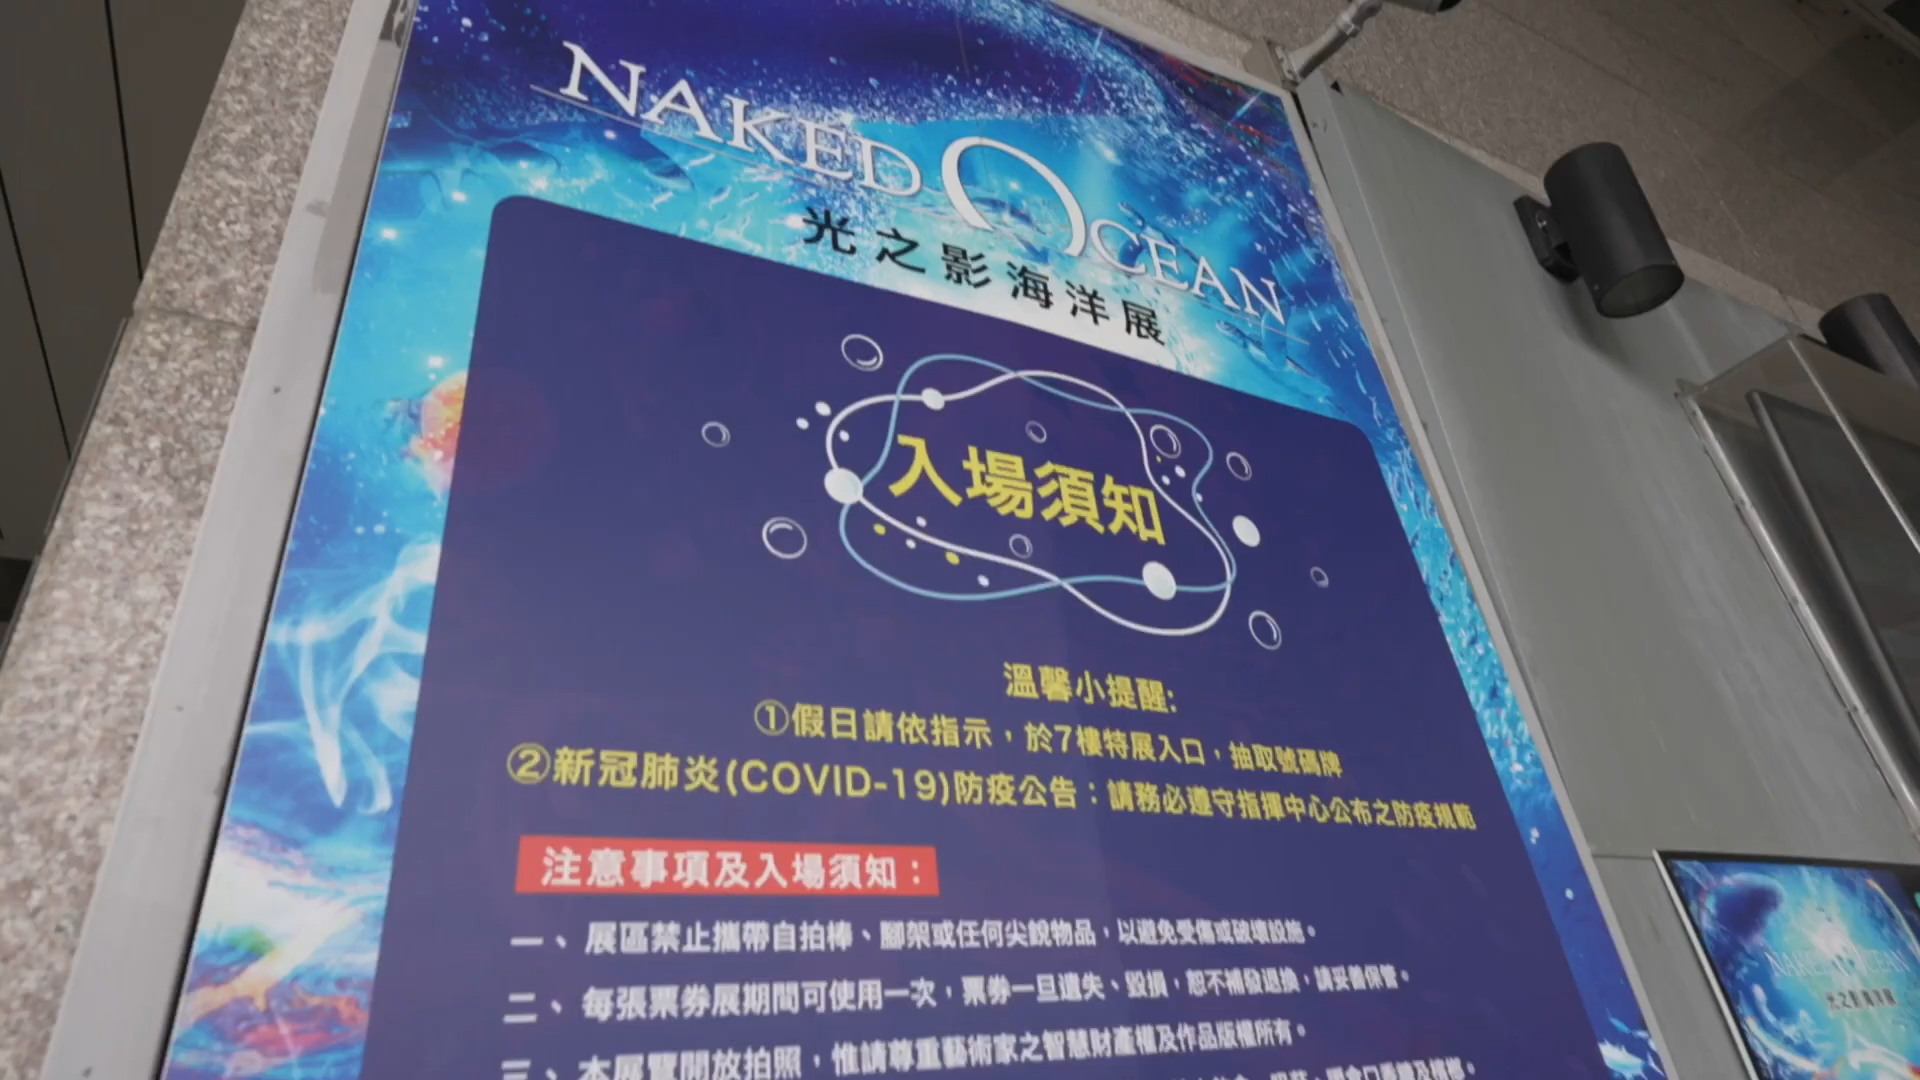 NAKED OCEAN
光之影海洋展
入場須知
溫馨小提醒:
①假日請依指示，於7樓特展入口，抽取號碼牌
②新冠肺炎(COVID-19)防疫公告：請務必遵守指揮中心公布之防疫規範
注意事項及入場須知：
一、展區禁止攜帶自拍棒、腳架或任何尖銳物品，以避免受傷或破壞設施。
二、每張票券展期間可使用一次，票券一旦遺失、毀損，恕不補發退換，請妥善保管。
三、本展覽開放拍照，惟請尊重藝術家之智慧財產權及作品版權所有。
NAKED OCEAN
光之影海洋展